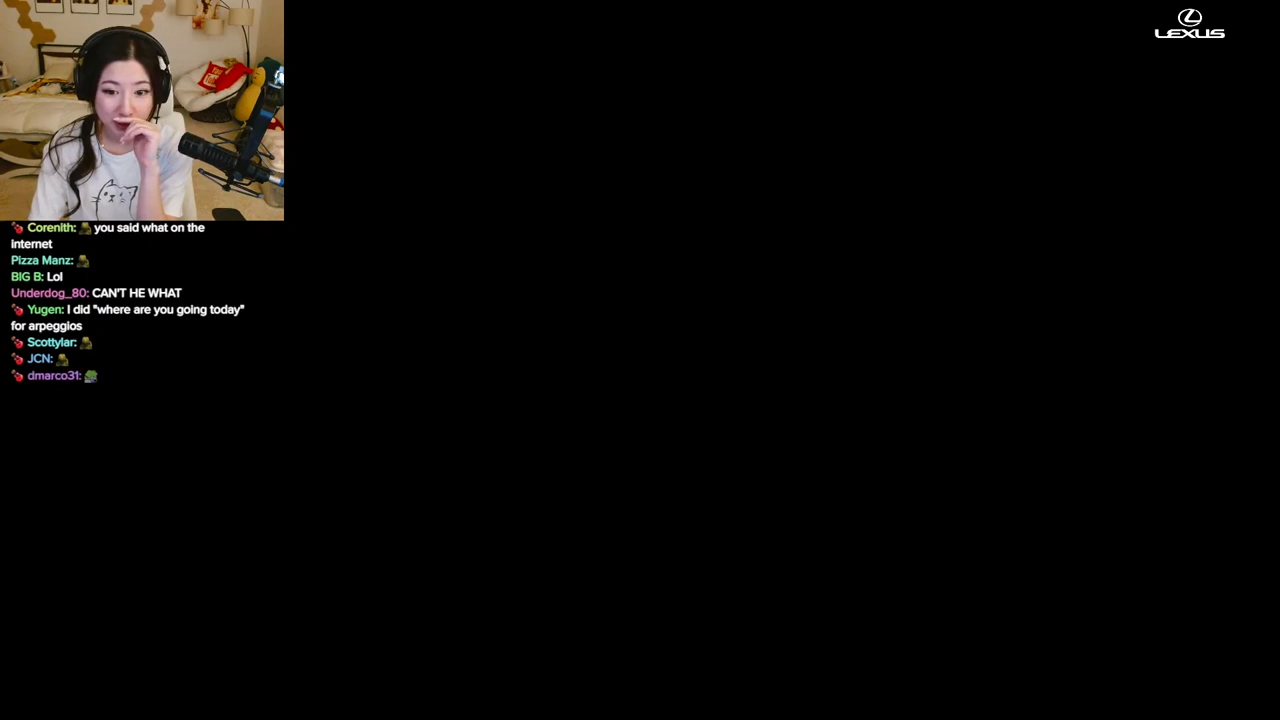 LEXUS
Corenith: you said what on the
internet
Pizza Manz:
BIG B: Lol
Underdog_80: CAN'T HE WHAT
Yugen: I did "where are you going today"
for arpeggios
Scottylar:
JCN:
dmarco31: